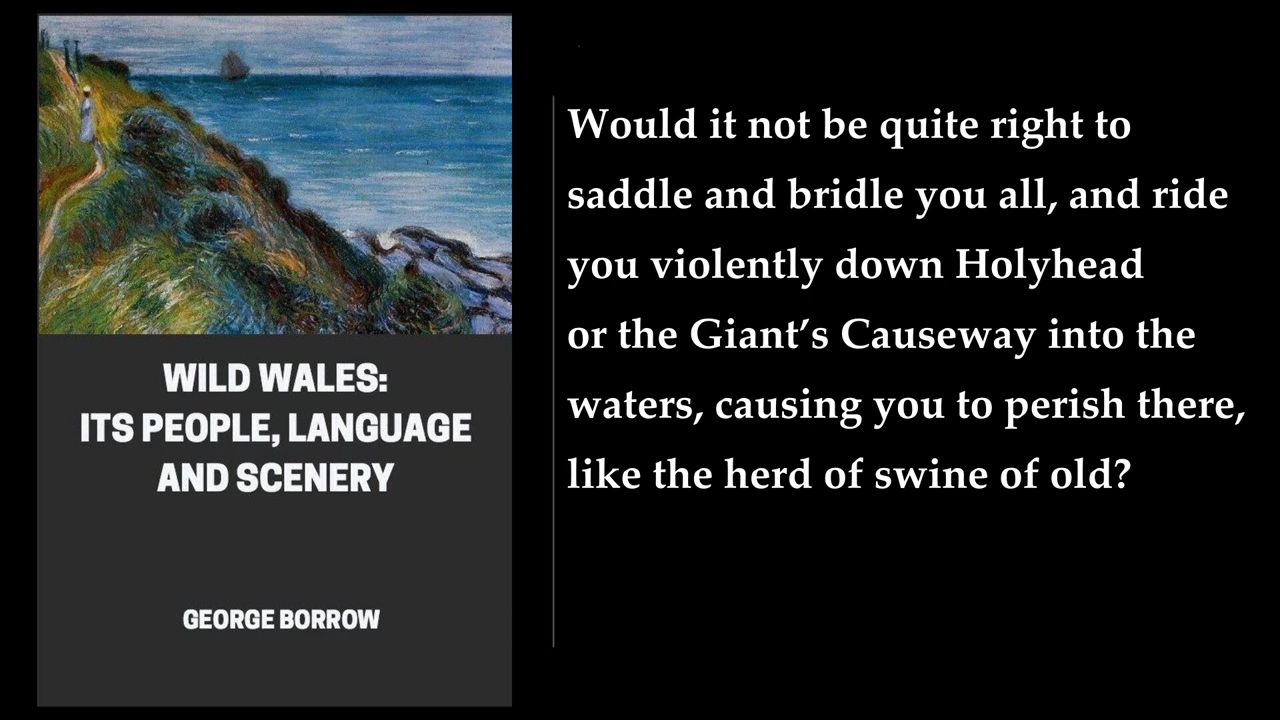 WILD WALES:
ITS PEOPLE, LANGUAGE
AND SCENERY
GEORGE BORROW
Would it not be quite right to
saddle and bridle you all, and ride
you violently down Holyhead
or the Giant’s Causeway into the
waters, causing you to perish there,
like the herd of swine of old?